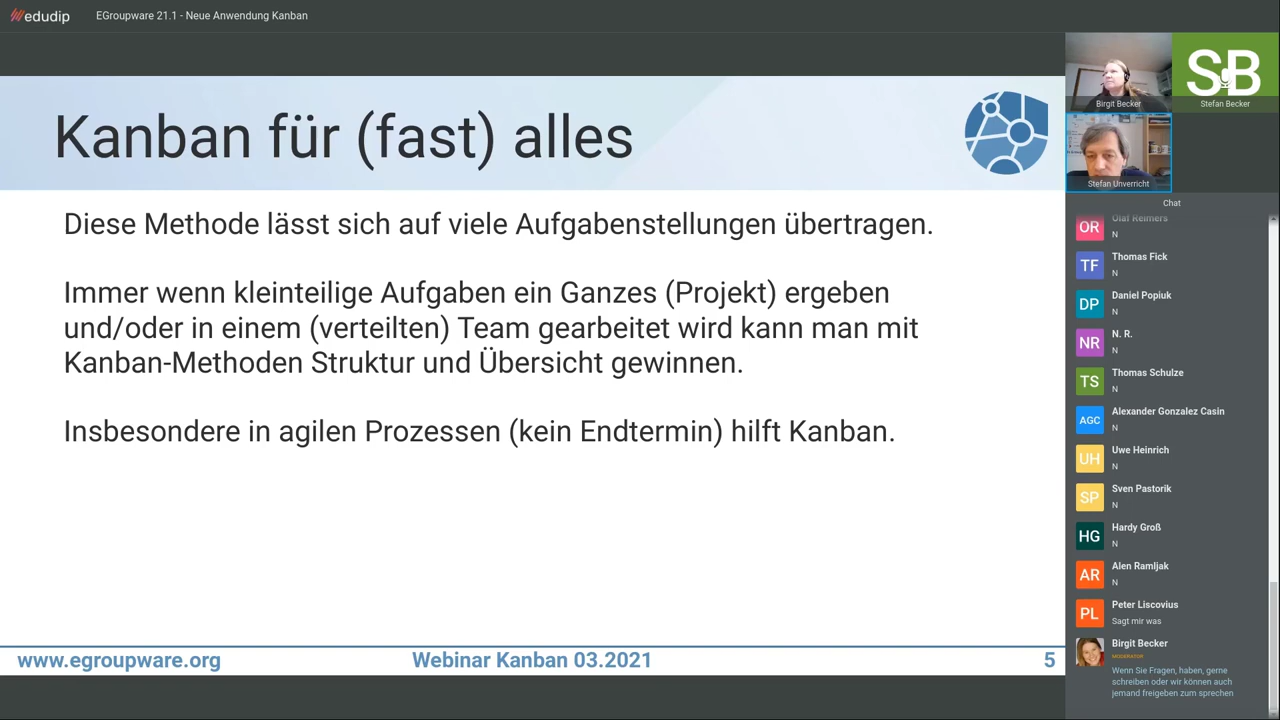 edudip
EGroupware 21.1 - Neue Anwendung Kanban
Kanban für (fast) alles
Diese Methode lässt sich auf viele Aufgabenstellungen übertragen.
Immer wenn kleinteilige Aufgaben ein Ganzes (Projekt) ergeben
und/oder in einem (verteilten) Team gearbeitet wird kann man mit
Kanban-Methoden Struktur und Übersicht gewinnen.
Insbesondere in agilen Prozessen (kein Endtermin) hilft Kanban.
www.egroupware.org
Webinar Kanban 03.2021
5
Birgit Becker
SB
Stefan Becker
Stefan Unverricht
Chat
Olaf Reimers
OR
N
Thomas Fick
TF
N
Daniel Popiuk
DP
N
N. R.
NR
N
Thomas Schulze
TS
N
Alexander Gonzalez Casin
AGC
N
Uwe Heinrich
UH
N
Sven Pastorik
SP
N
Hardy Groß
HG
N
Alen Ramljak
AR
N
Peter Liscovius
PL
Sagt mir was
Birgit Becker
MODERATOR
Wenn Sie Fragen, haben, gerne
schreiben oder wir können auch
jemand freigeben zum sprechen